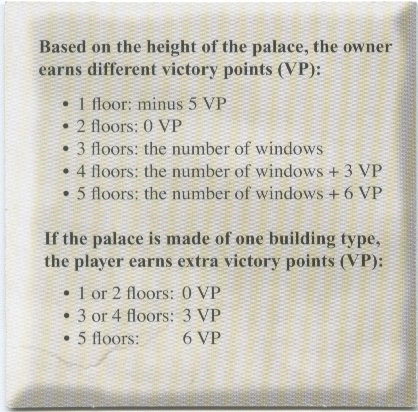 Based on the height of the palace, the owner
earns different victory points (VP):
• 1 floor: minus 5 VP
• 2 floors: 0 VP
• 3 floors: the number of windows
• 4 floors: the number of windows + 3 VP
• 5 floors: the number of windows + 6 VP
If the palace is made of one building type,
the player earns extra victory points (VP):
• 1 or 2 floors: 0 VP
• 3 or 4 floors: 3 VP
• 5 floors: 6 VP